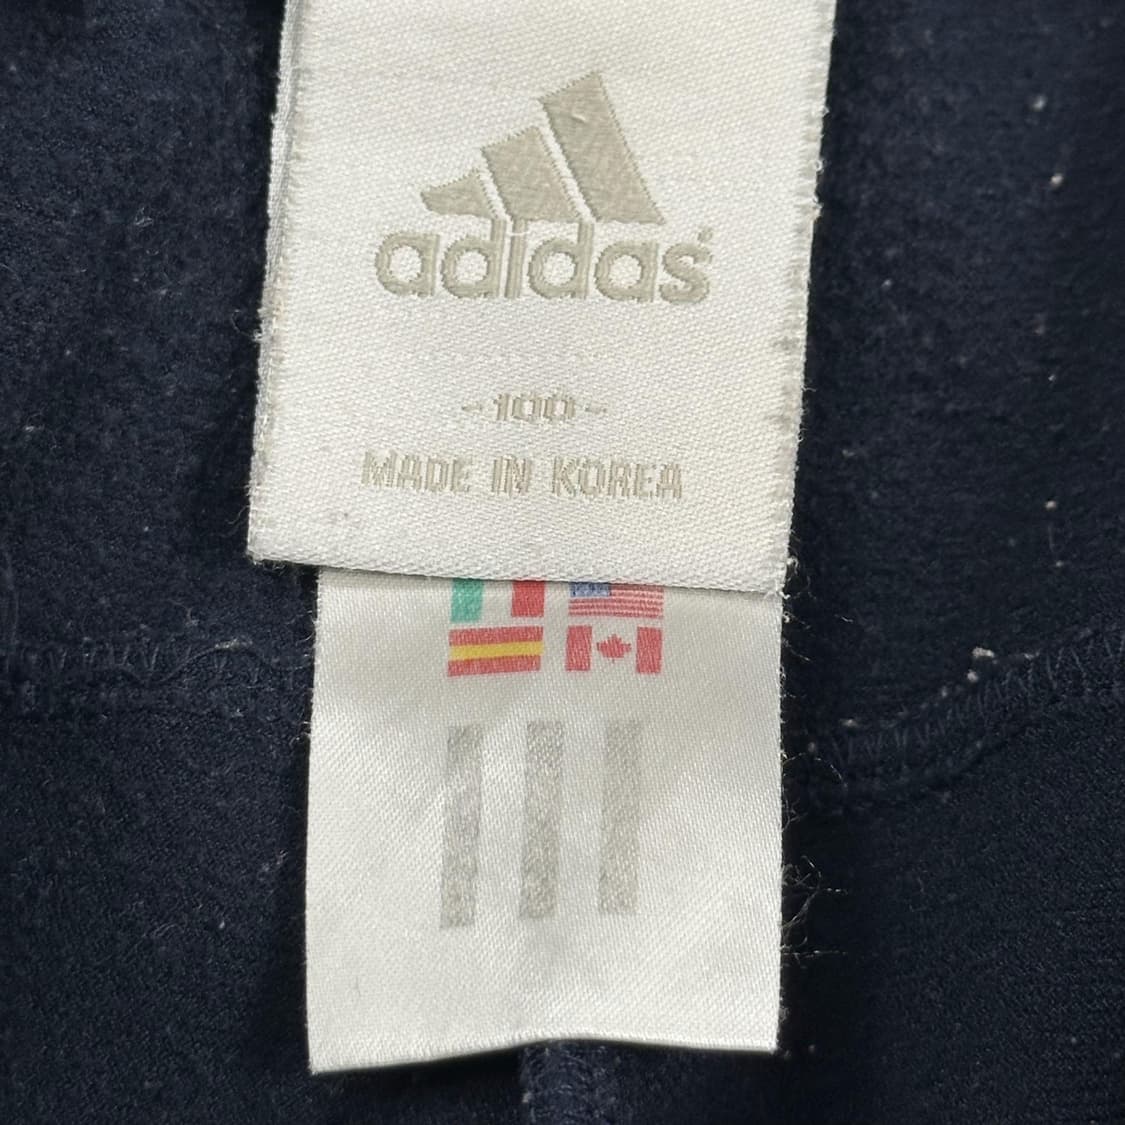 adidas
-100-
MADE IN KOREA